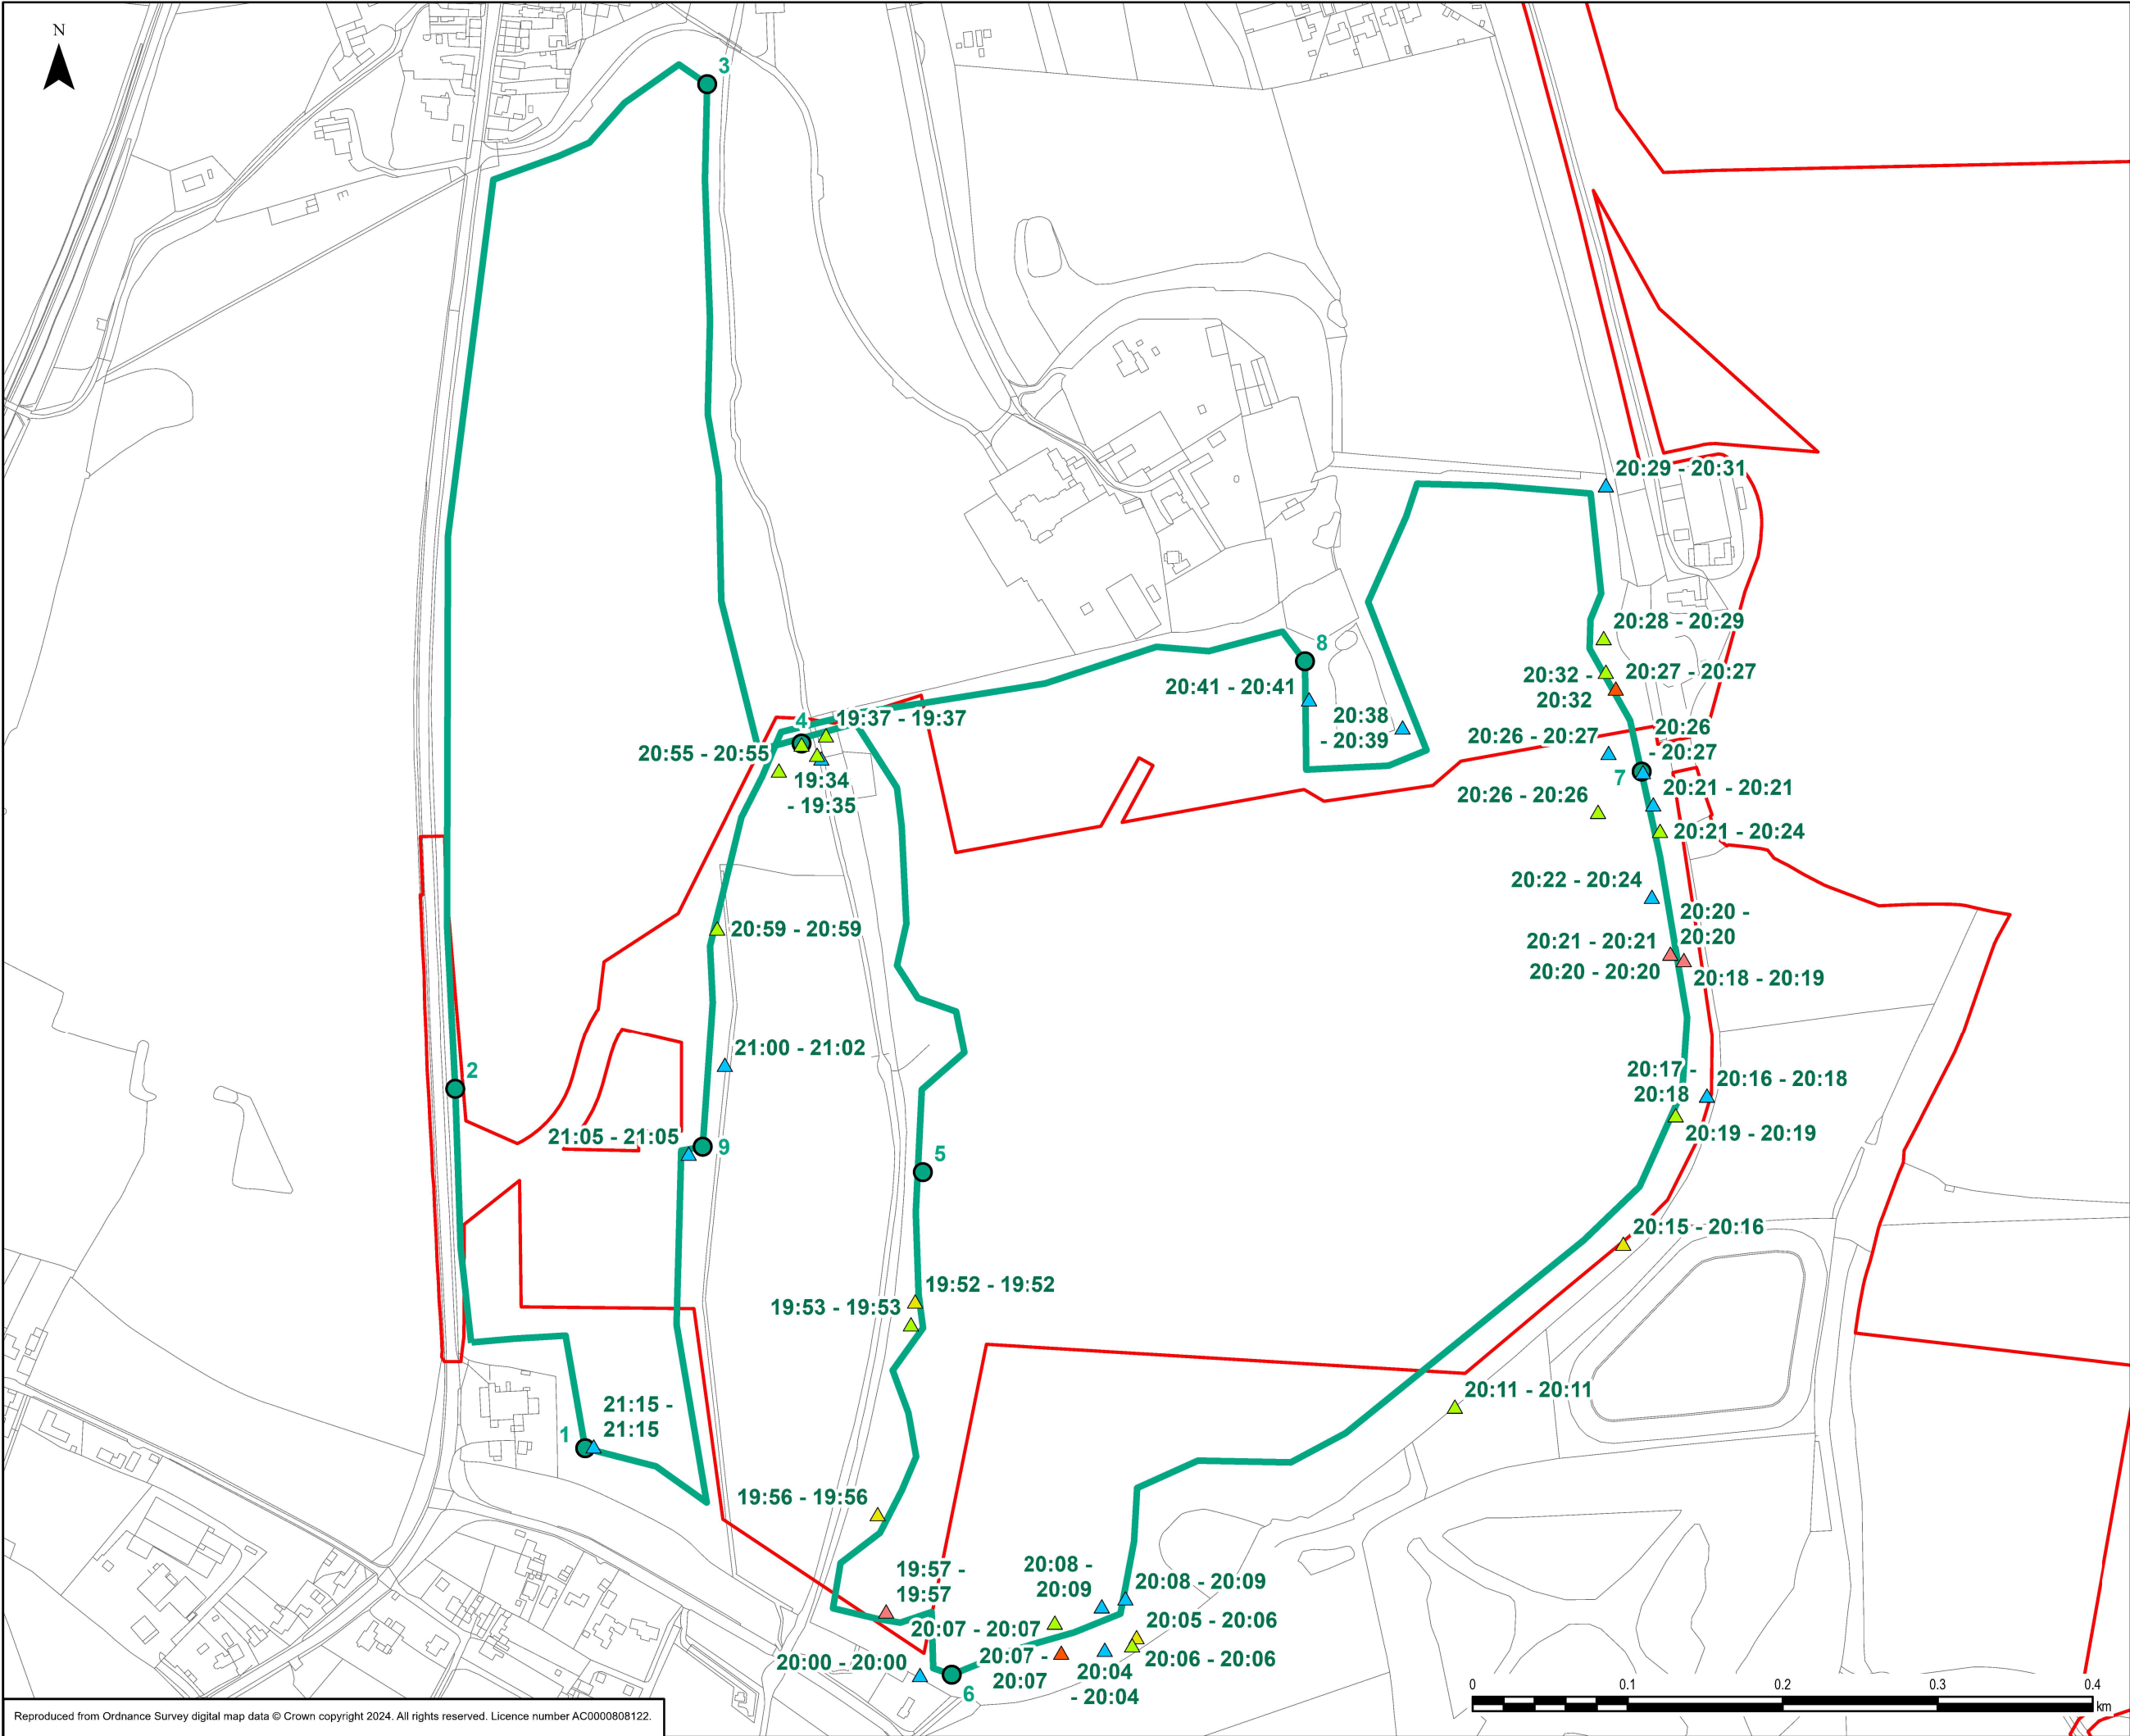 N
3
20:29 - 20:31
20:28 - 20:29
8
20:32 -
20:32
20:27 - 20:27
20:41 - 20:41
20:38
- 20:39
4
19:37 - 19:37
20:55 - 20:55
19:34
- 19:35
20:26 - 20:27
20:26
- 20:27
7
20:21 - 20:21
20:26 - 20:26
20:21 - 20:24
20:22 - 20:24
20:20 -
20:20
20:59 - 20:59
20:21 - 20:21
20:20 - 20:20
20:18 - 20:19
21:00 - 21:02
2
20:17 -
20:18
20:16 - 20:18
21:05 - 21:05
9
20:19 - 20:19
5
20:15 - 20:16
19:52 - 19:52
19:53 - 19:53
20:11 - 20:11
21:15 -
21:15
1
19:56 - 19:56
19:57 -
19:57
20:08 -
20:09
20:08 - 20:09
20:07 - 20:07
20:05 - 20:06
20:00 - 20:00
20:07 -
20:07
20:06 - 20:06
20:04
- 20:04
6
0 0.1 0.2 0.3 0.4
km
Reproduced from Ordnance Survey digital map data © Crown copyright 2024. All rights reserved. Licence number AC0000808122.